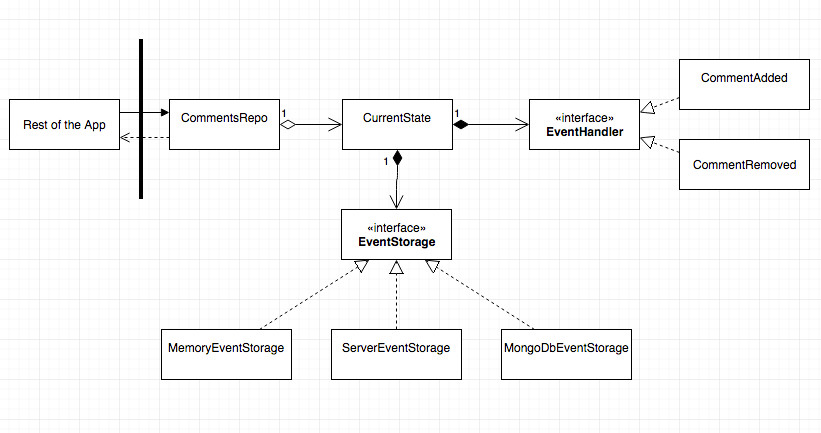 CommentAdded
Rest of the App
CommentsRepo
1
CurrentState
1
«interface»
EventHandler
1
CommentRemoved
«interface»
EventStorage
MemoryEventStorage
ServerEventStorage
MongoDbEventStorage